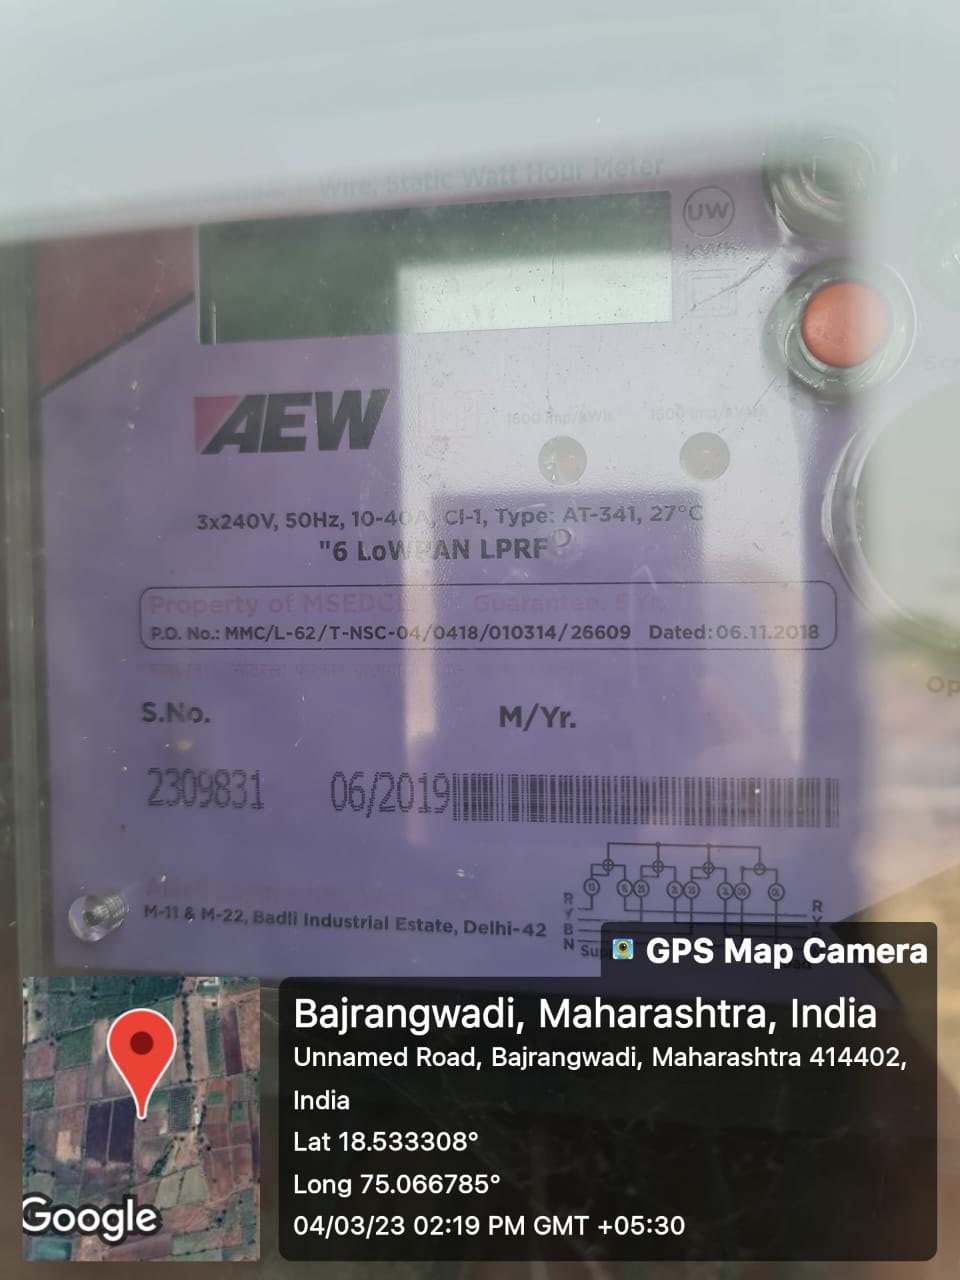 Wire, Static Watt Hour Meter
UW
kWh
AEW
1600 imp/kWh
3x240V, 50Hz, 10-40A, Cl-1, Type: AT-341, 27°C
"6 LoWPAN LPRF"
Property of MSEDCL Guarantee. 5 Yr.
P.O. No.: MMC/L-62/T-NSC-04/0418/010314/26609 Dated:06.11.2018
S.No. M/Yr.
2309831 06/2019
M-11 & M-22, Badli Industrial Estate, Delhi-42
R
Y
B
N
R
Y
GPS Map Camera
Bajrangwadi, Maharashtra, India
Unnamed Road, Bajrangwadi, Maharashtra 414402,
India
Lat 18.533308°
Long 75.066785°
04/03/23 02:19 PM GMT +05:30
Google